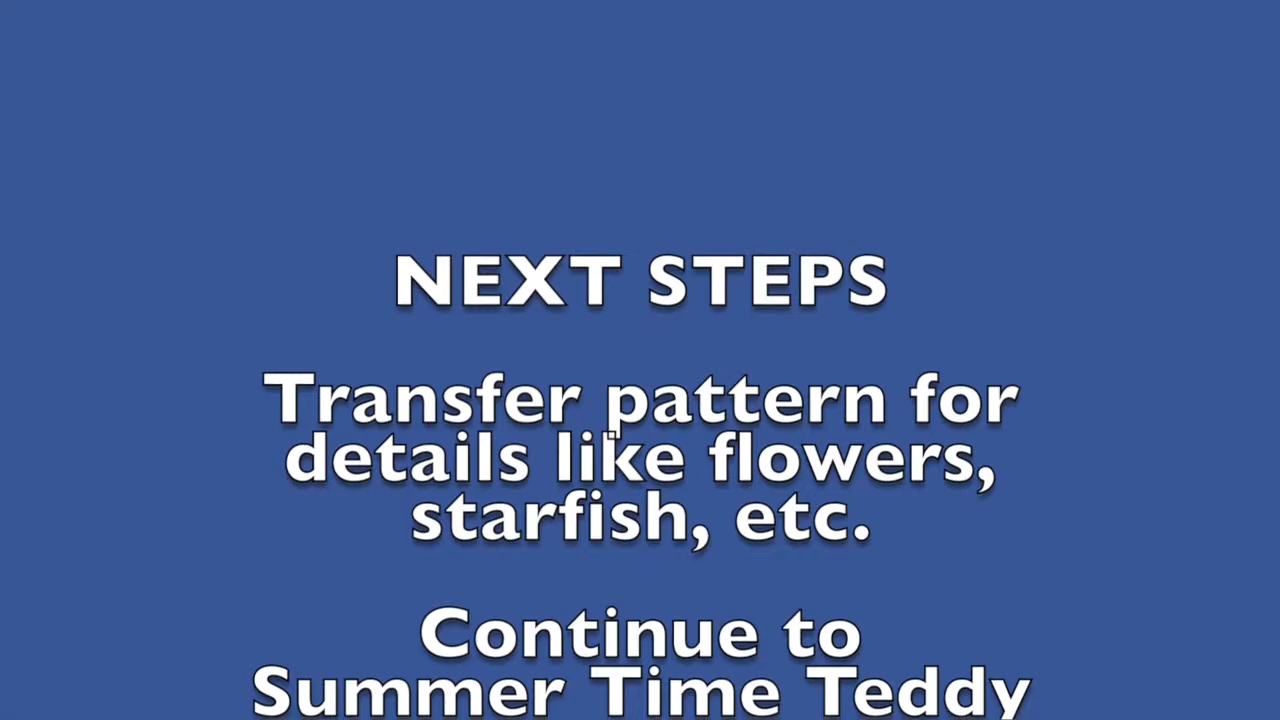 NEXT STEPS
Transfer pattern for
details like flowers,
starfish, etc.
Continue to
Summer Time Teddy